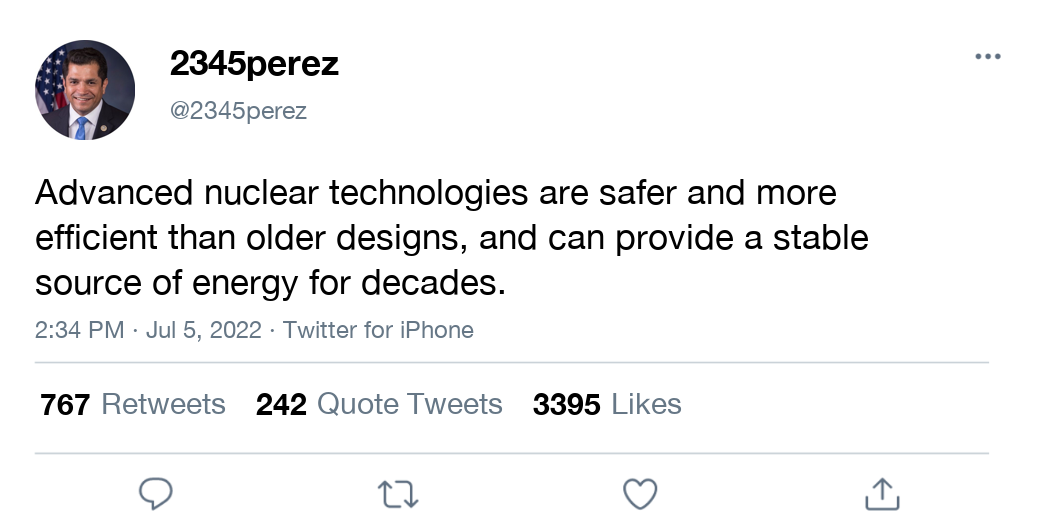 2345perez
@2345perez
Advanced nuclear technologies are safer and more
efficient than older designs, and can provide a stable
source of energy for decades.
2:34 PM · Jul 5, 2022 · Twitter for iPhone
767 Retweets 242 Quote Tweets 3395 Likes